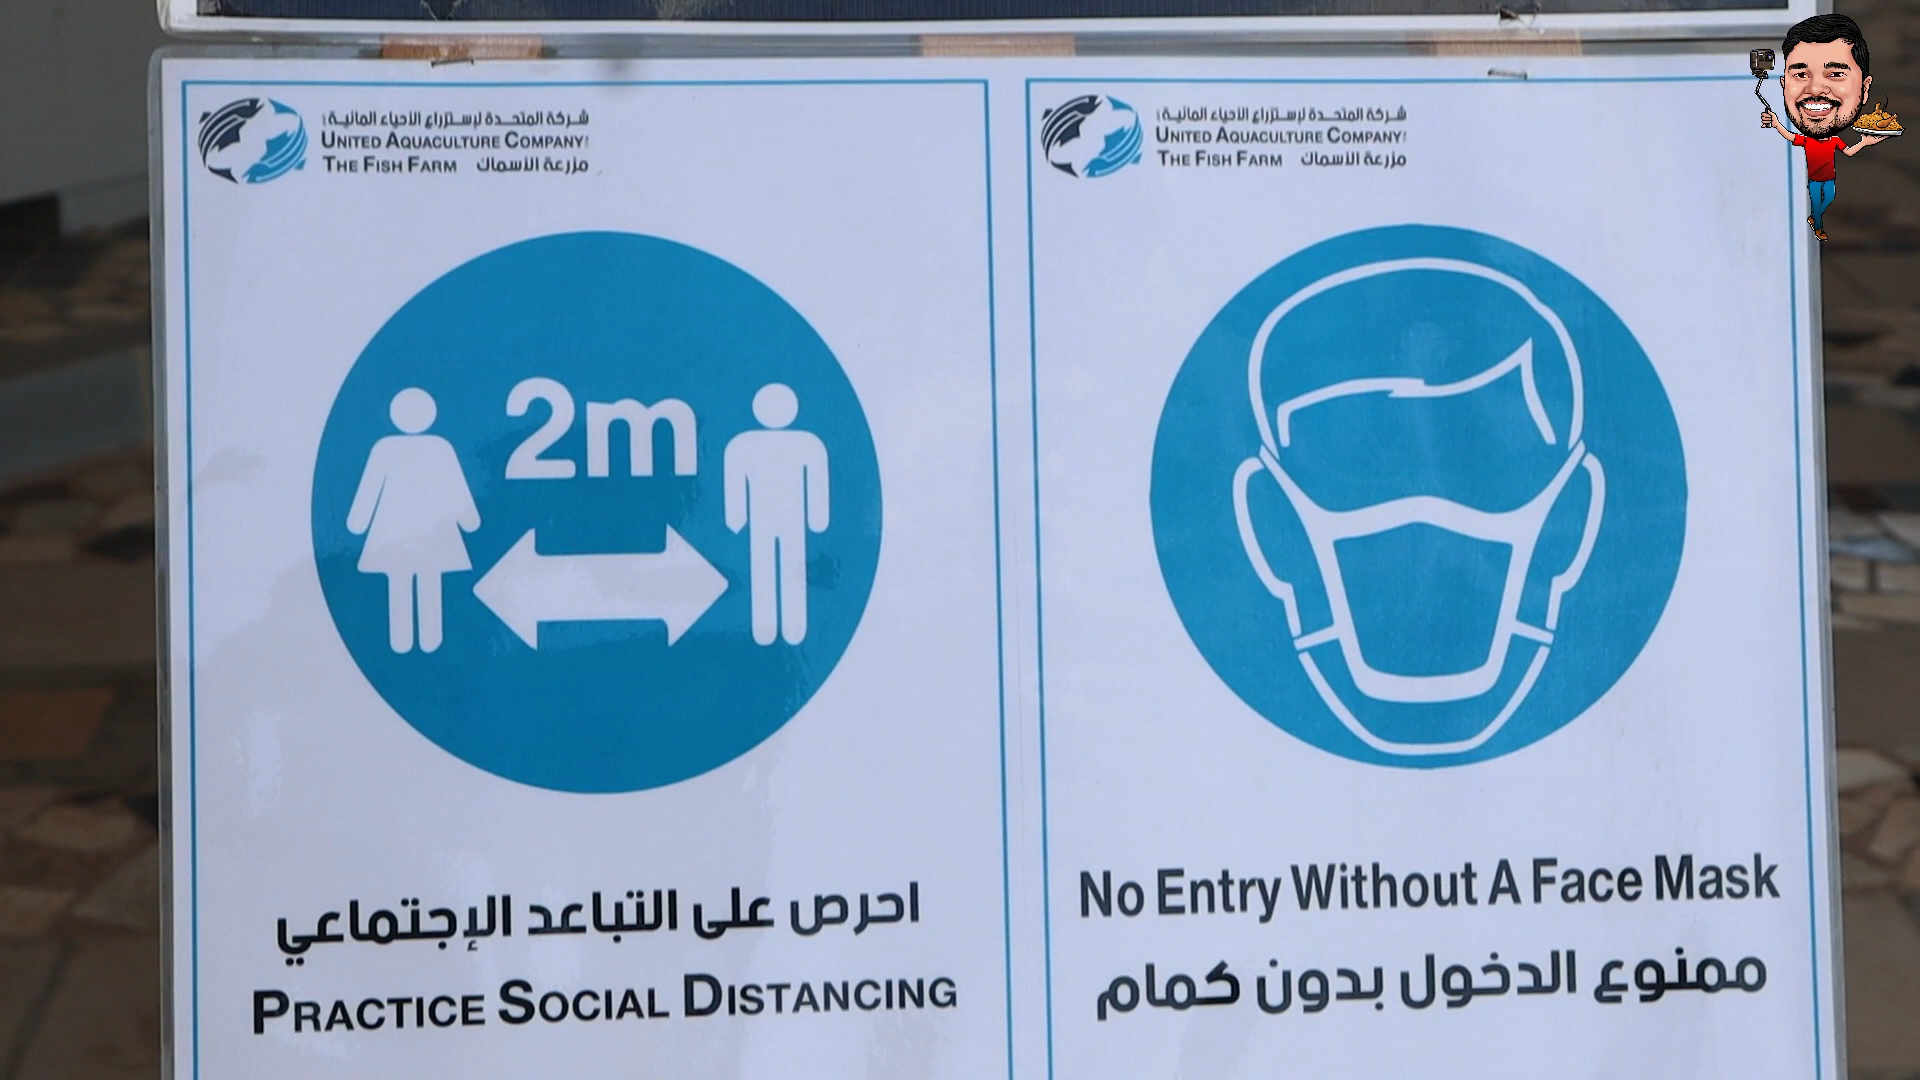 شركة المتحدة لإستزراع الأحياء المائية
UNITED AQUACULTURE COMPANY
THE FISH FARM مزرعة الأسماك
2m
احرص على التباعد الإجتماعي
PRACTICE SOCIAL DISTANCING
شركة المتحدة لإستزراع الأحياء المائية
UNITED AQUACULTURE COMPANY
THE FISH FARM مزرعة الأسماك
No Entry Without A Face Mask
ممنوع الدخول بدون كمام